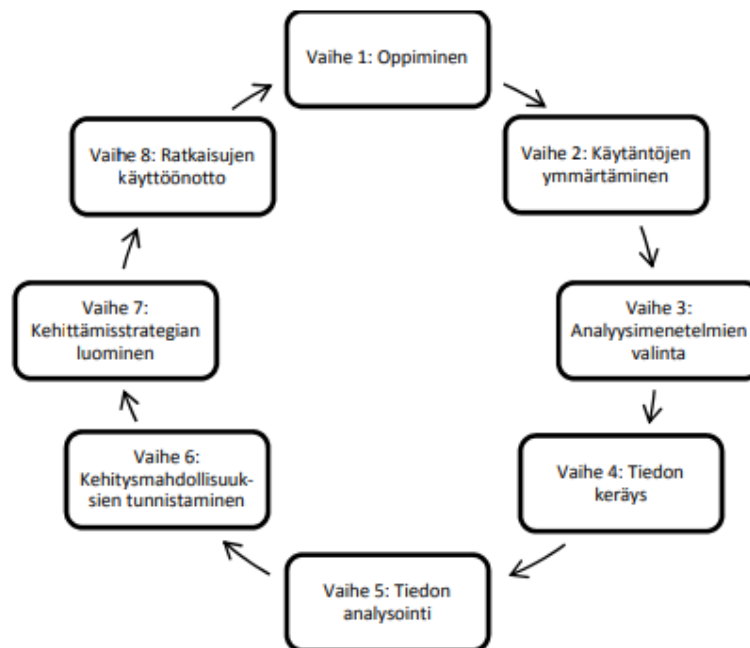 Vaihe 1: Oppiminen
Vaihe 2: Käytäntöjen
ymmärtäminen
Vaihe 3:
Analyysimenetelmien
valinta
Vaihe 4: Tiedon
keräys
Vaihe 5: Tiedon
analysointi
Vaihe 6:
Kehitysmahdollisuuk-
sien tunnistaminen
Vaihe 7:
Kehittämisstrategian
luominen
Vaihe 8: Ratkaisujen
käyttöönotto